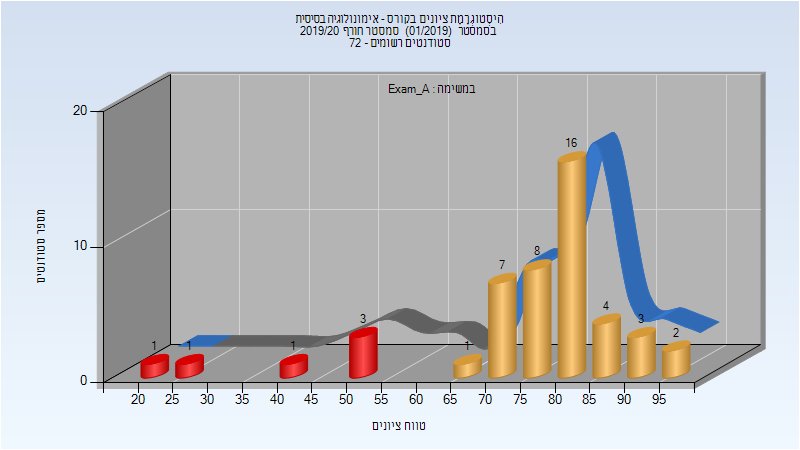 היסטוגרמת ציונים בקורס - אימונולוגיה בסיסית
בסמסטר (01/2019) סמסטר חורף 2019/20
סטודנטים רשומים - 72
במשימה : Exam_A
מספר סטודנטים
20
10
0
1
1
1
3
1
7
8
16
4
3
2
20 25 30 35 40 45 50 55 60 65 70 75 80 85 90 95
טווח ציונים